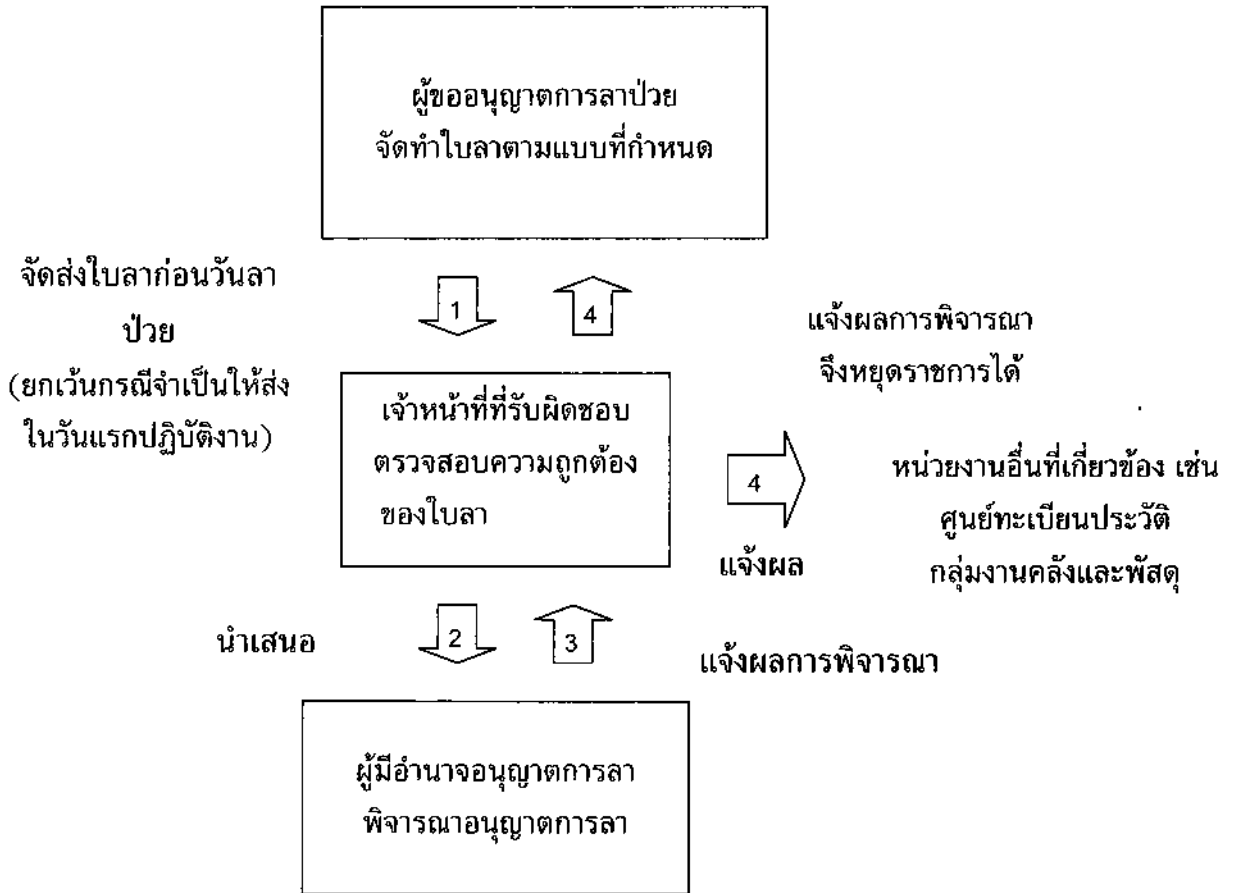 ผู้ขออนุญาตการลาป่วย
จัดทำใบลาตามแบบที่กำหนด
จัดส่งใบลาก่อนวันลา
ป่วย
(ยกเว้นกรณีจำเป็นให้ส่ง
ในวันแรกปฏิบัติงาน)
1
4
แจ้งผลการพิจารณา
จึงหยุดราชการได้
เจ้าหน้าที่ที่รับผิดชอบ
ตรวจสอบความถูกต้อง
ของใบลา
4
แจ้งผล
หน่วยงานอื่นที่เกี่ยวข้อง เช่น
ศูนย์ทะเบียนประวัติ
กลุ่มงานคลังและพัสดุ
นำเสนอ
2
3
แจ้งผลการพิจารณา
ผู้มีอำนาจอนุญาตการลา
พิจารณาอนุญาตการลา